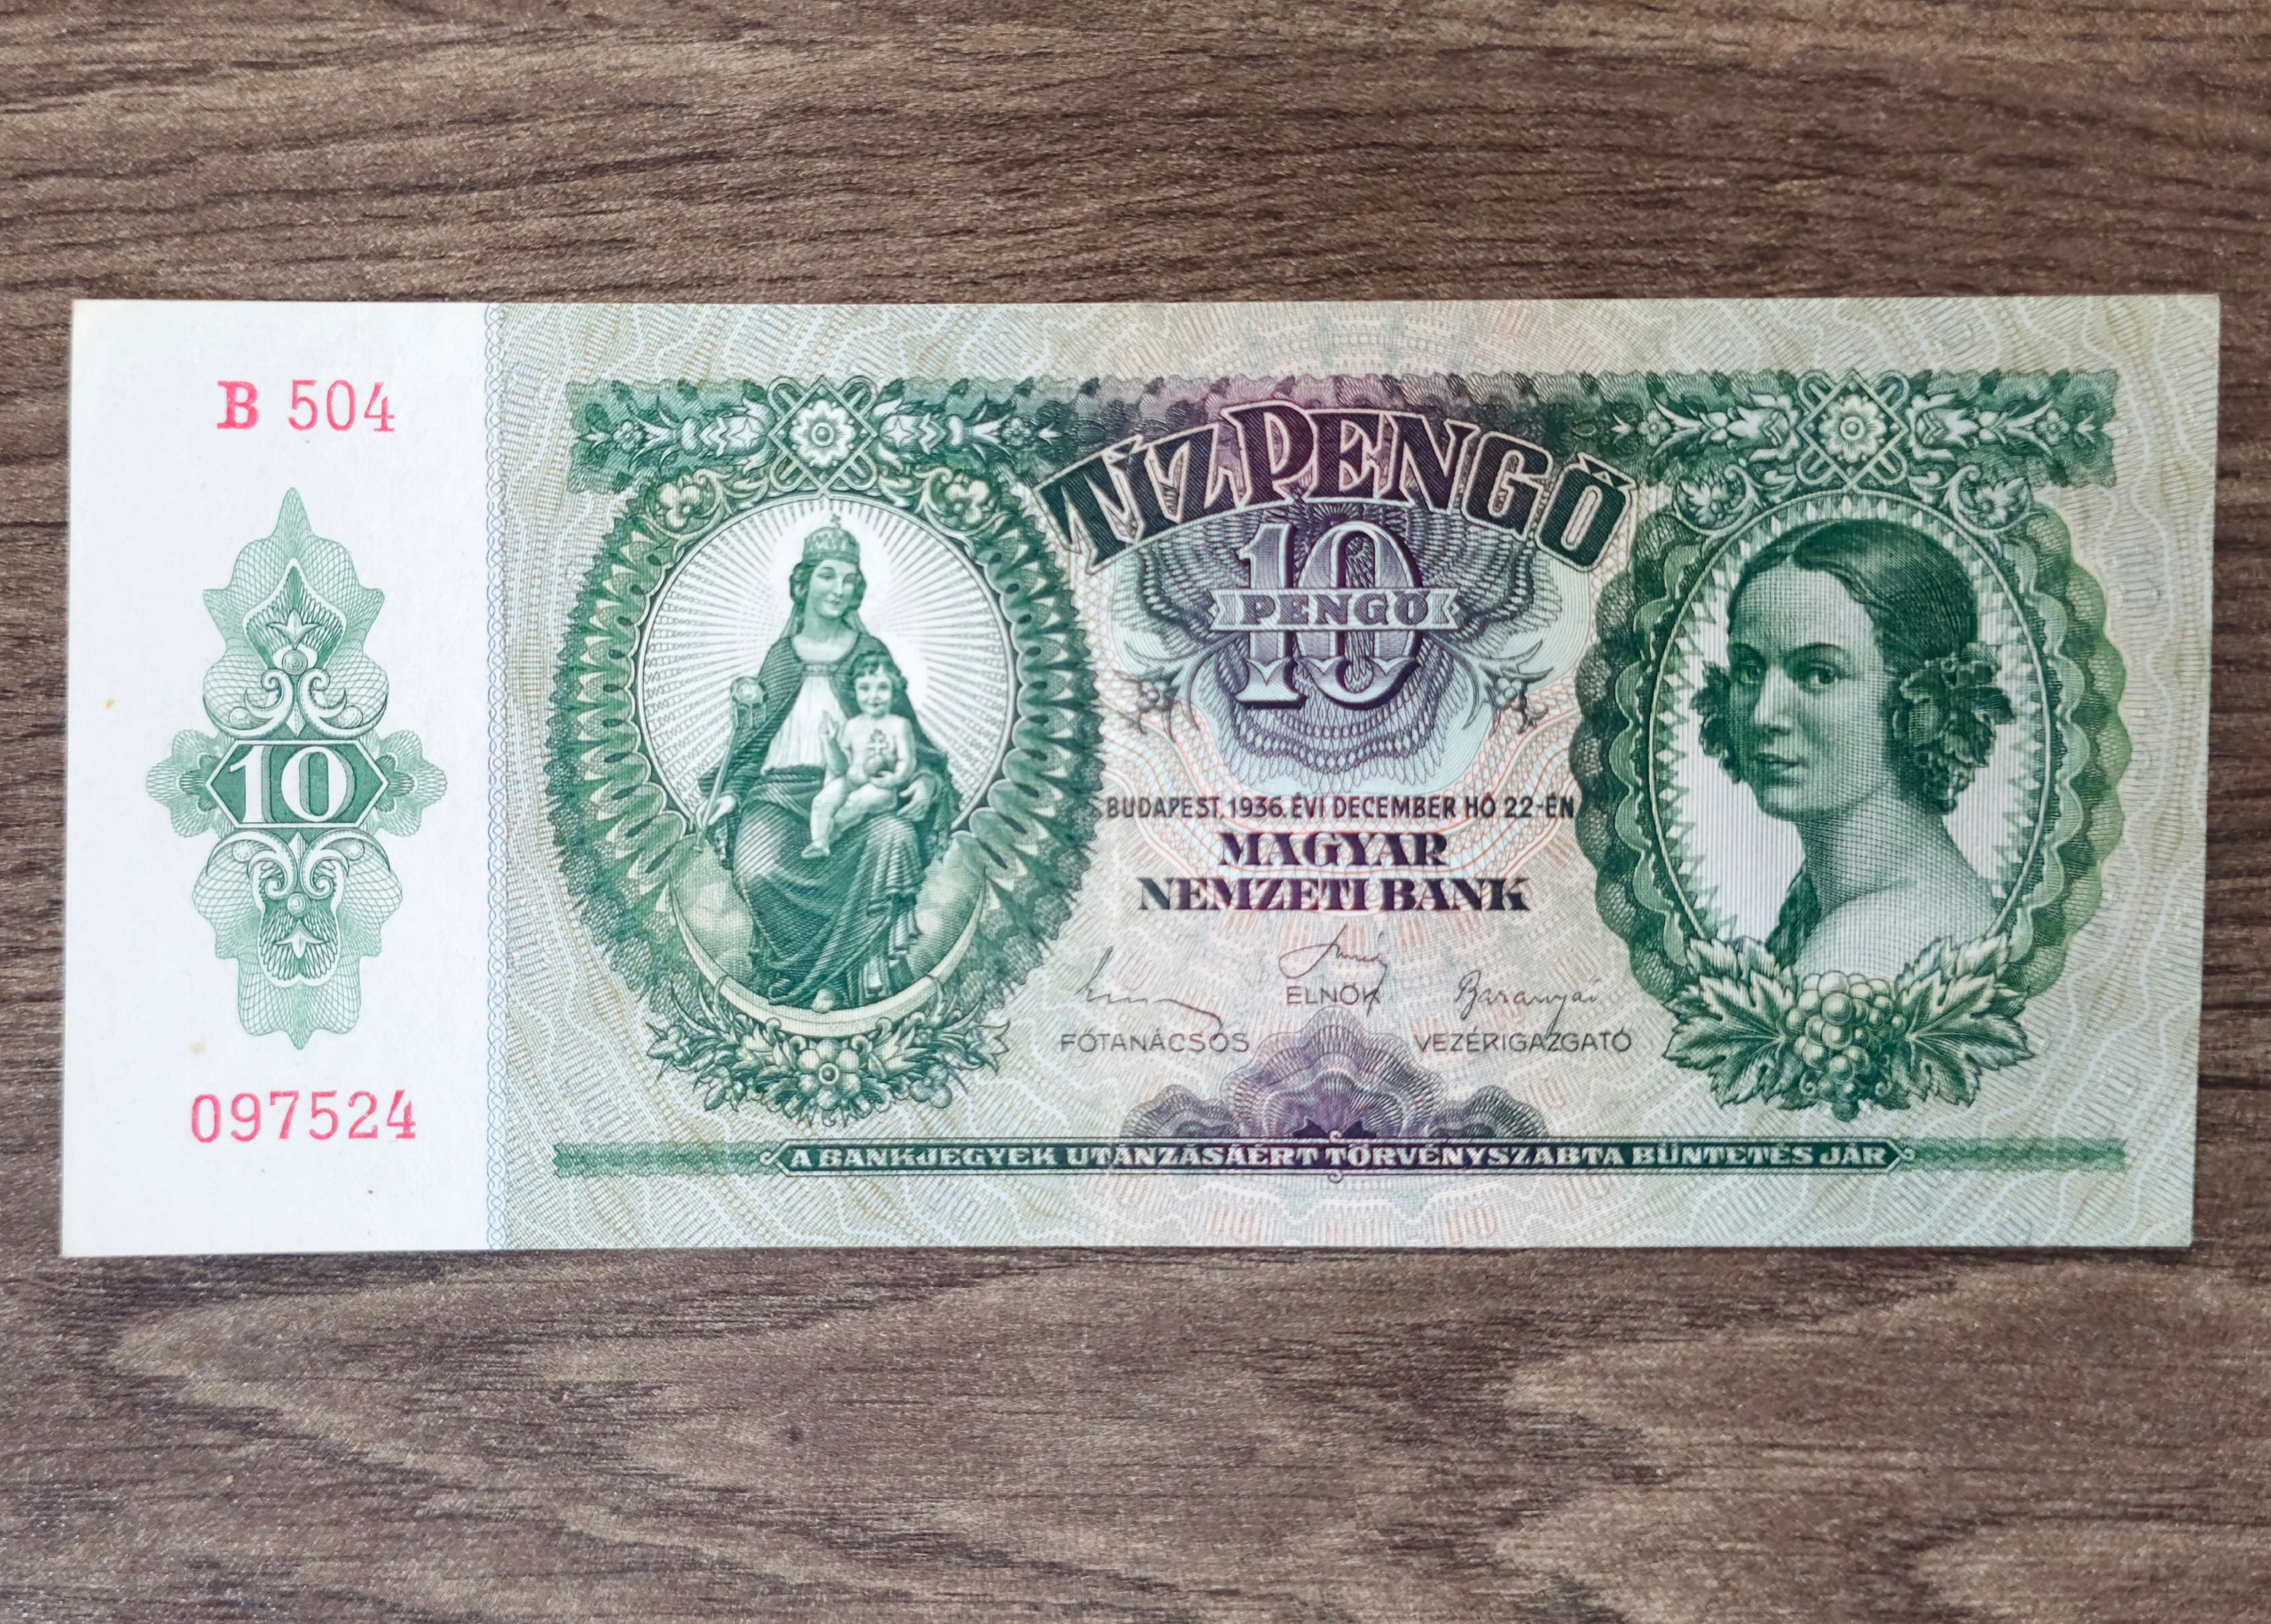 B 504
10
097524
TÍZ PENGŐ
10
PENGŐ
BUDAPEST, 1936. ÉVI DECEMBER HÓ 22-ÉN
MAGYAR
NEMZETI BANK
ELNÖK
Baranyai
FŐTANÁCSOS
VEZÉRIGAZGATÓ
A BANKJEGYEK UTÁNZÁSÁÉRT TÖRVÉNYSZABTA BÜNTETÉS JÁR